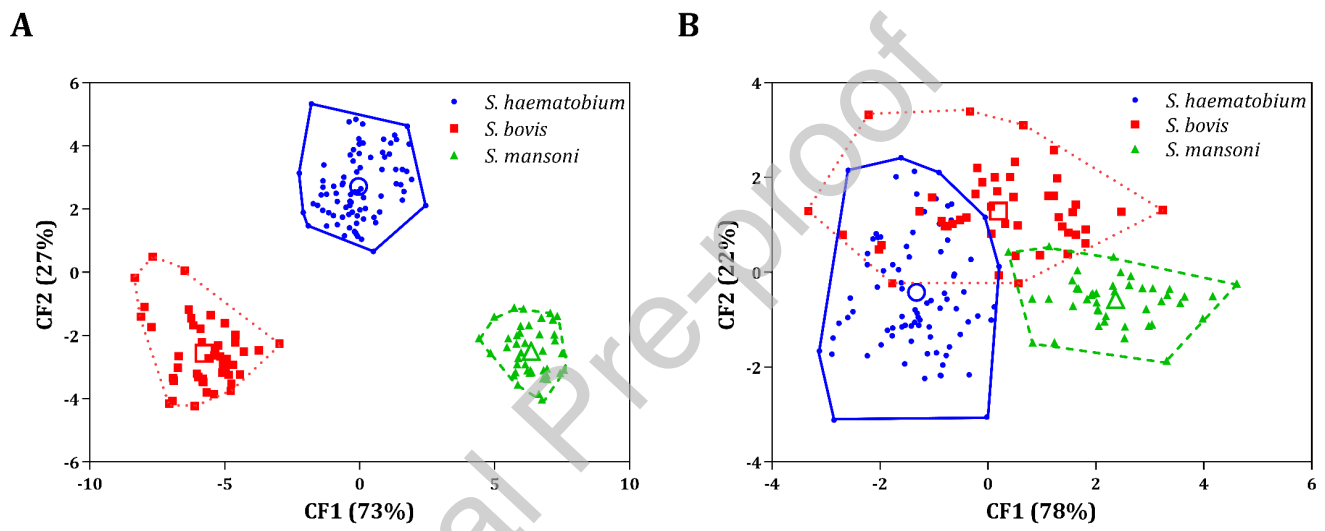 A
B
S. haematobium
S. bovis
S. mansoni
6
4
2
0
-2
-4
-6
-10
-5
0
5
10
CF2 (27%)
CF1 (73%)
S. haematobium
S. bovis
S. mansoni
4
2
0
-2
-4
-4
-2
0
2
4
6
CF2 (22%)
CF1 (78%)
al Pre-proof